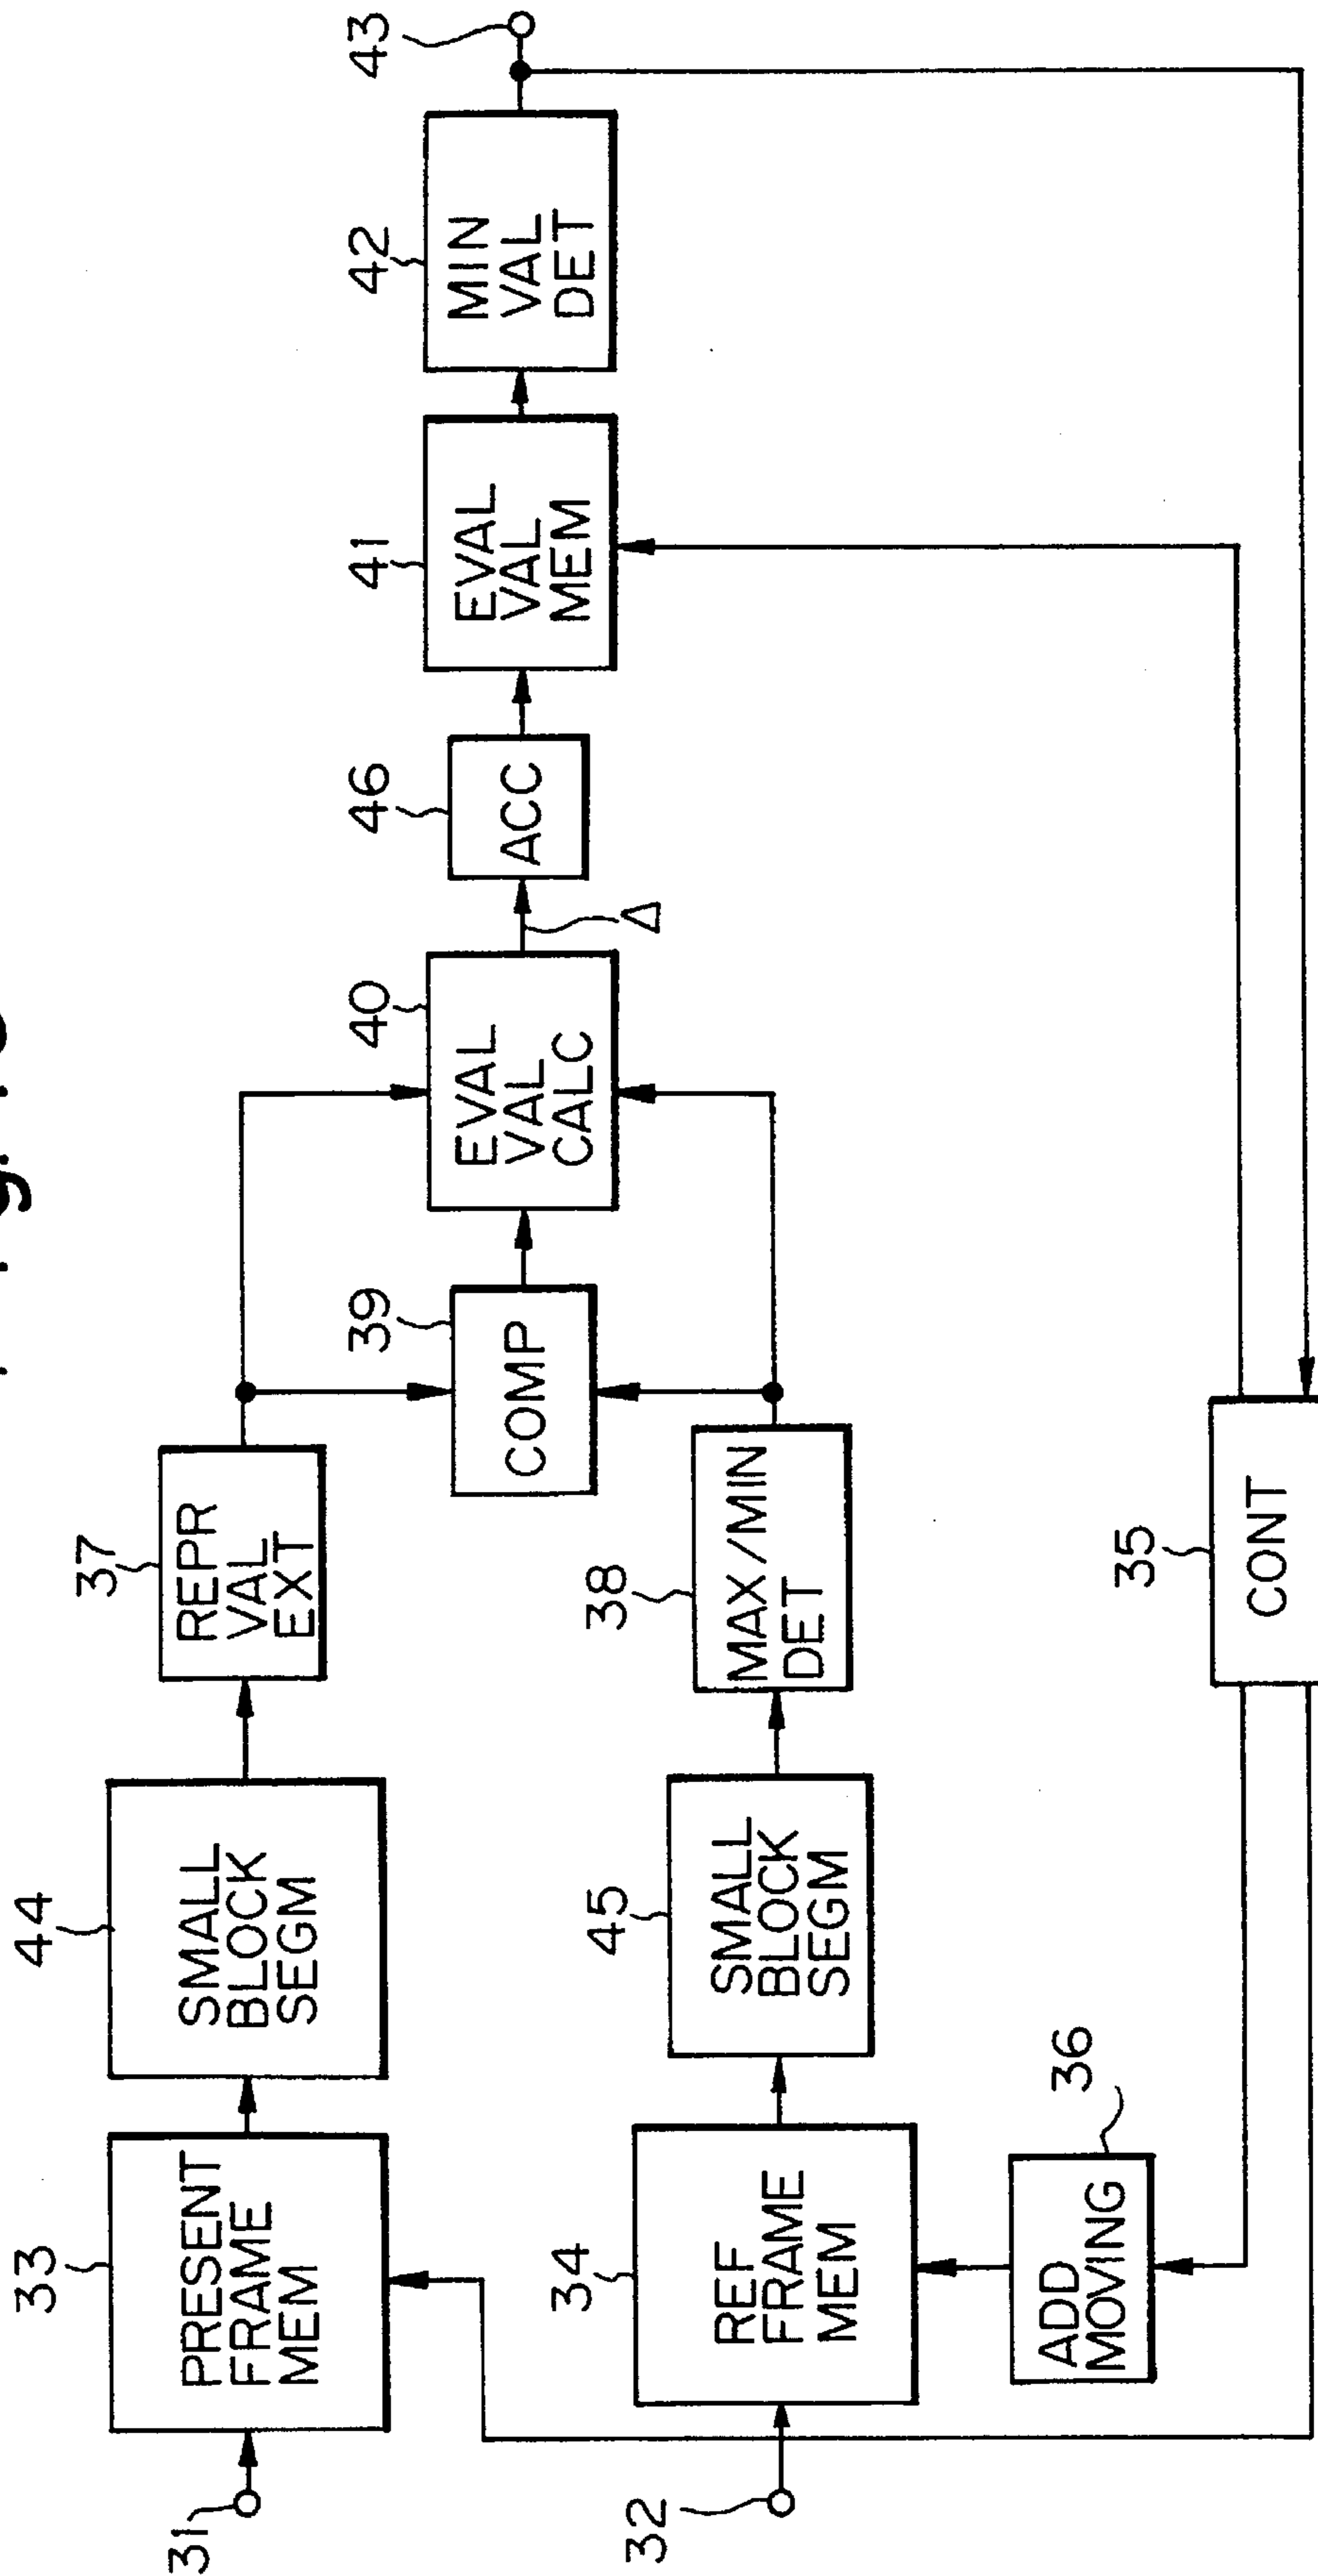 31
33
PRESENT
FRAME
MEM
44
SMALL
BLOCK
SEGM
37
REPR
VAL
EXT
32
34
REF
FRAME
MEM
45
SMALL
BLOCK
SEGM
38
MAX/MIN
DET
39
COMP
40
EVAL
VAL
CALC
Δ
46
ACC
41
EVAL
VAL
MEM
42
MIN
VAL
DET
43
36
ADD
MOVING
35
CONT